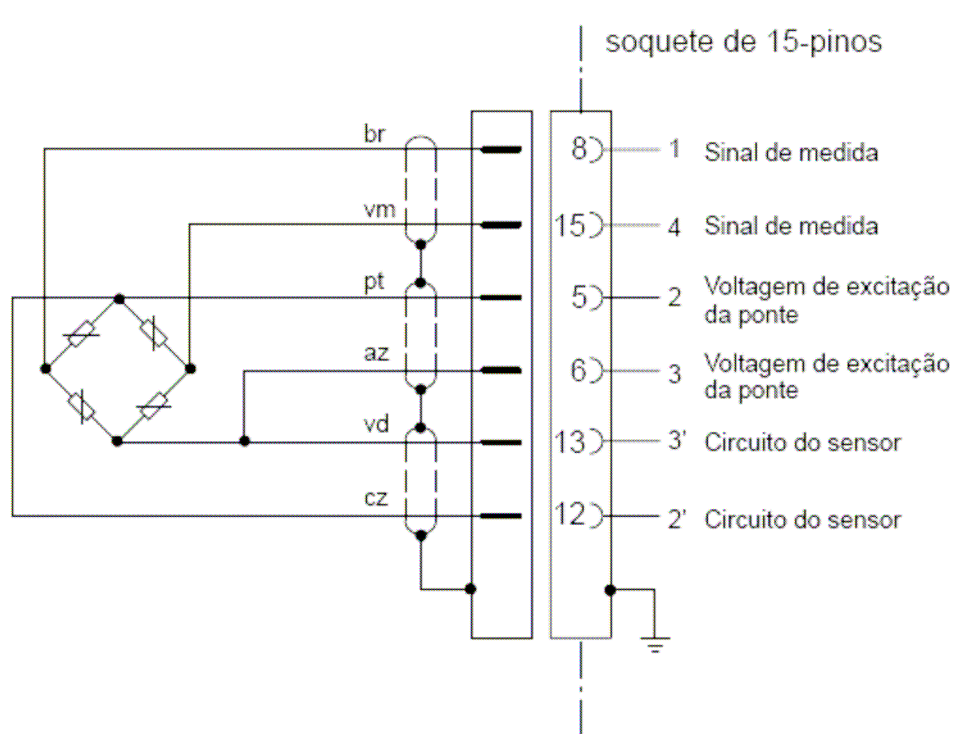 soquete de 15-pinos
br
8
1
Sinal de medida
vm
15
4
Sinal de medida
pt
5
2
Voltagem de excitação
da ponte
az
6
3
Voltagem de excitação
da ponte
vd
13
3'
Circuito do sensor
cz
12
2'
Circuito do sensor